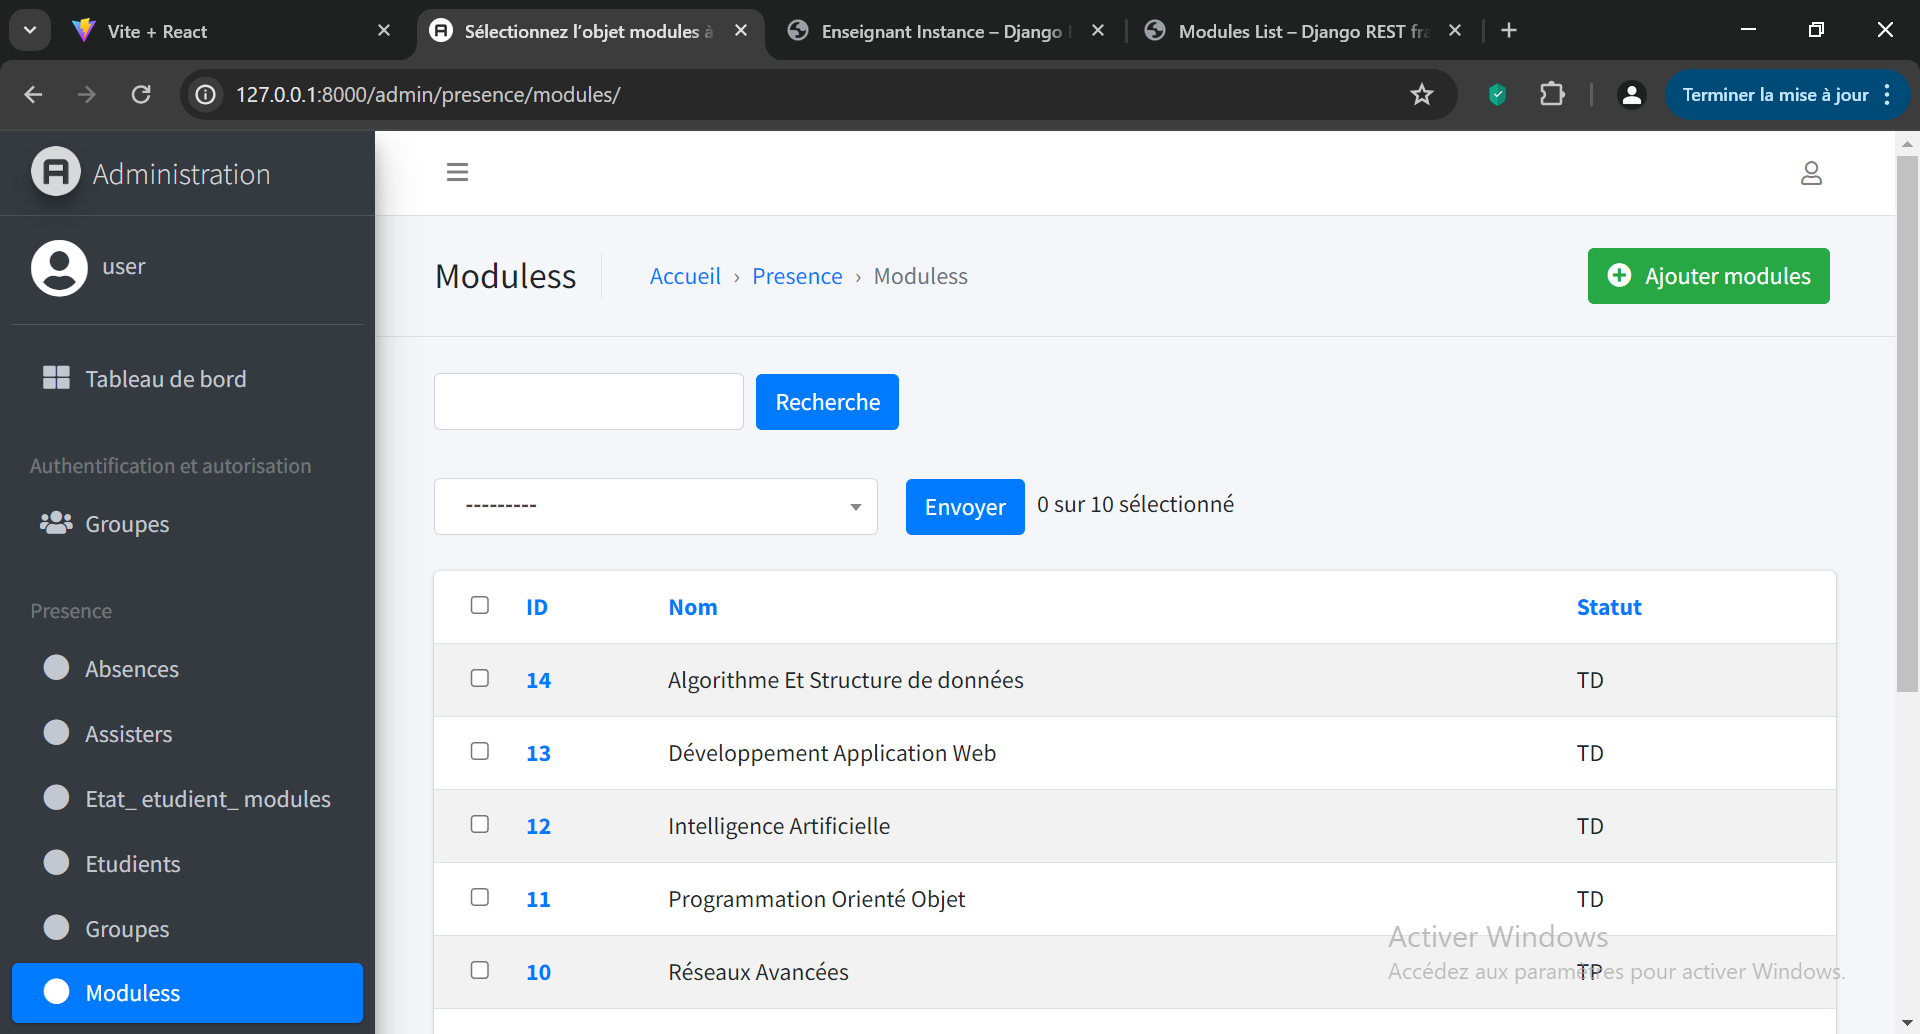 Vite + React
Sélectionnez l’objet modules à
Enseignant Instance – Django
Modules List – Django REST fra
127.0.0.1:8000/admin/presence/modules/
Terminer la mise à jour
Administration
user
Moduless
Accueil › Presence › Moduless
Ajouter modules
Tableau de bord
Recherche
Authentification et autorisation
Groupes
---------
Envoyer
0 sur 10 sélectionné
Presence
Absences
Assisters
Etat_ etudient_ modules
Etudients
Groupes
Moduless
ID Nom Statut
14 Algorithme Et Structure de données TD
13 Développement Application Web TD
12 Intelligence Artificielle TD
11 Programmation Orienté Objet TD
10 Réseaux Avancées TP
Activer Windows
Accédez aux paramètres pour activer Windows.